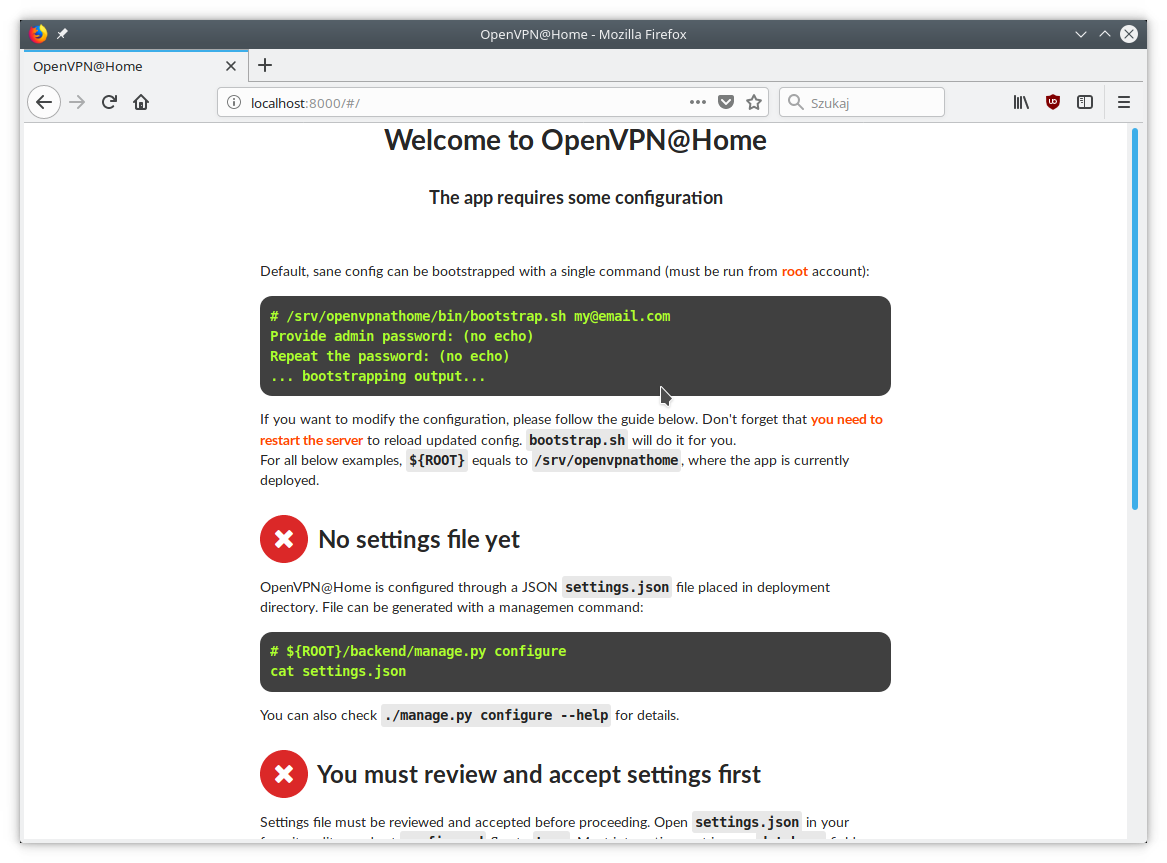 OpenVPN@Home - Mozilla Firefox
OpenVPN@Home
localhost:8000/#/
Szukaj
Welcome to OpenVPN@Home
The app requires some configuration
Default, sane config can be bootstrapped with a single command (must be run from root account):
# /srv/openvpnathome/bin/bootstrap.sh my@email.com
Provide admin password: (no echo)
Repeat the password: (no echo)
... bootstrapping output...
If you want to modify the configuration, please follow the guide below. Don't forget that you need to
restart the server to reload updated config. bootstrap.sh will do it for you.
For all below examples, ${ROOT} equals to /srv/openvpnathome, where the app is currently
deployed.
No settings file yet
OpenVPN@Home is configured through a JSON settings.json file placed in deployment
directory. File can be generated with a managemen command:
# ${ROOT}/backend/manage.py configure
cat settings.json
You can also check ./manage.py configure --help for details.
You must review and accept settings first
Settings file must be reviewed and accepted before proceeding. Open settings.json in your